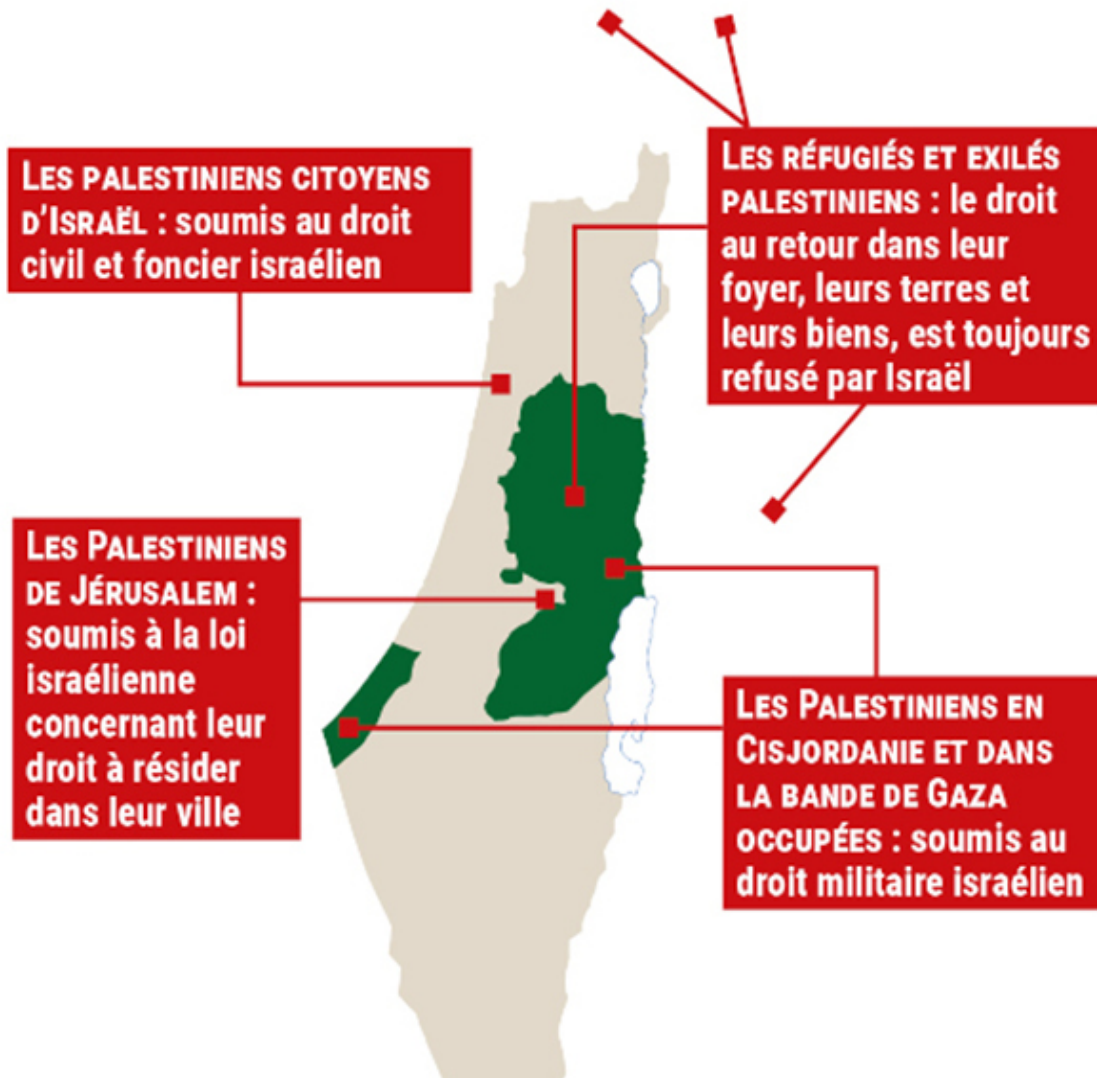 LES PALESTINIENS CITOYENS
D'ISRAËL : soumis au droit
civil et foncier israélien
LES RÉFUGIÉS ET EXILÉS
PALESTINIENS : le droit
au retour dans leur
foyer, leurs terres et
leurs biens, est toujours
refusé par Israël
LES PALESTINIENS
DE JÉRUSALEM :
soumis à la loi
israélienne
concernant leur
droit à résider
dans leur ville
LES PALESTINIENS EN
CISJORDANIE ET DANS
LA BANDE DE GAZA
OCCUPÉES : soumis au
droit militaire israélien